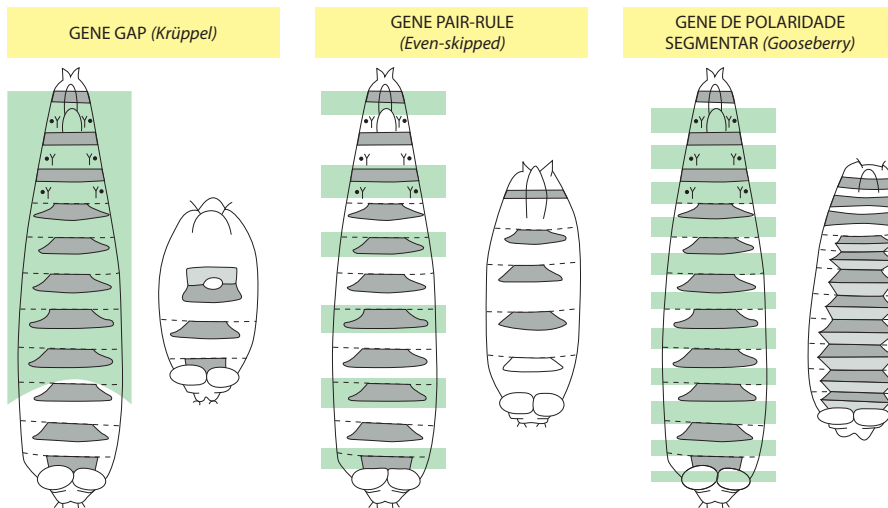 GENE GAP (Krüppel)
GENE PAIR-RULE
(Even-skipped)
GENE DE POLARIDADE
SEGMENTAR (Gooseberry)